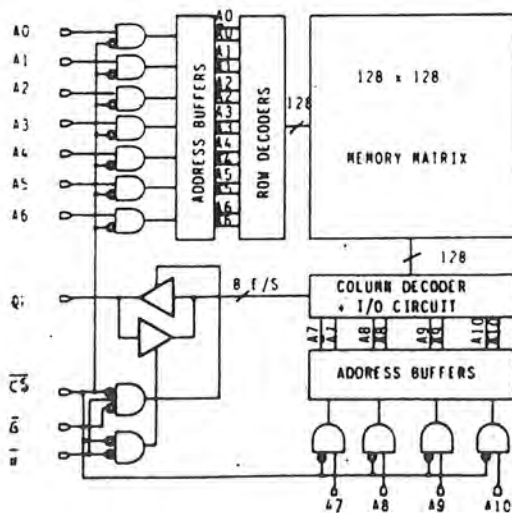 A0
A1
A2
A3
A4
A5
A6
ADDRESS BUFFERS
A0
A0
A1
A1
A2
A2
A3
A3
A4
A4
A5
A5
A6
A6
ROW DECODERS
128
128 x 128
MEMORY MATRIX
128
Qi
8 E/S
COLUMN DECODER
+ I/O CIRCUIT
A7
A7
A8
A8
A9
A9
A10
A10
ADDRESS BUFFERS
CS
G
W
A7
A8
A9
A10